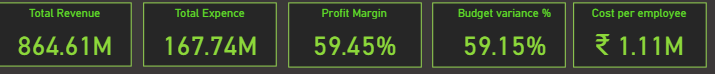 Total Revenue
864.61M
Total Expence
167.74M
Profit Margin
59.45%
Budget variance %
59.15%
Cost per employee
₹ 1.11M